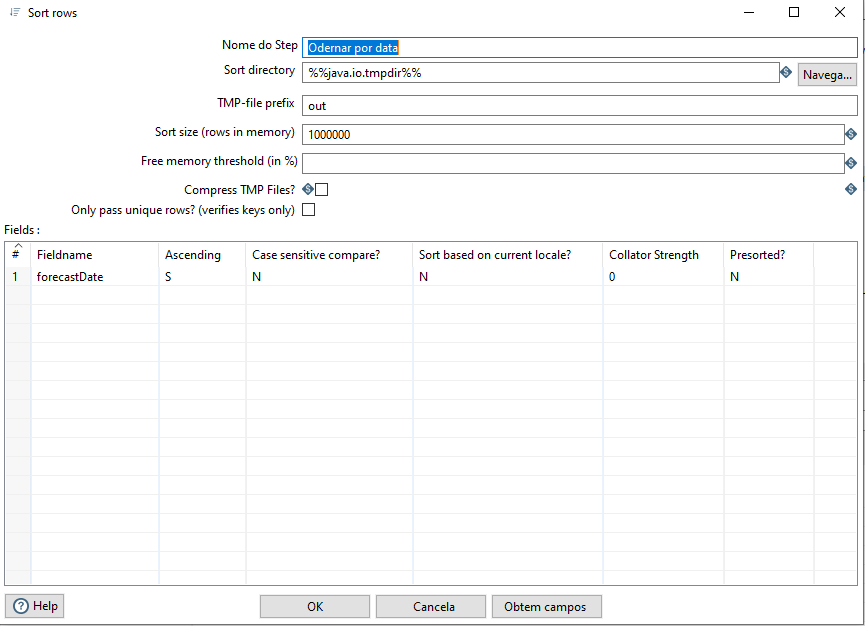 Sort rows
Nome do Step Odernar por data
Sort directory %%java.io.tmpdir%% Navega...
TMP-file prefix out
Sort size (rows in memory) 1000000
Free memory threshold (in %)
Compress TMP Files?
Only pass unique rows? (verifies keys only)
Fields :
# Fieldname Ascending Case sensitive compare? Sort based on current locale? Collator Strength Presorted?
1 forecastDate S N N 0 N
Help OK Cancela Obtem campos